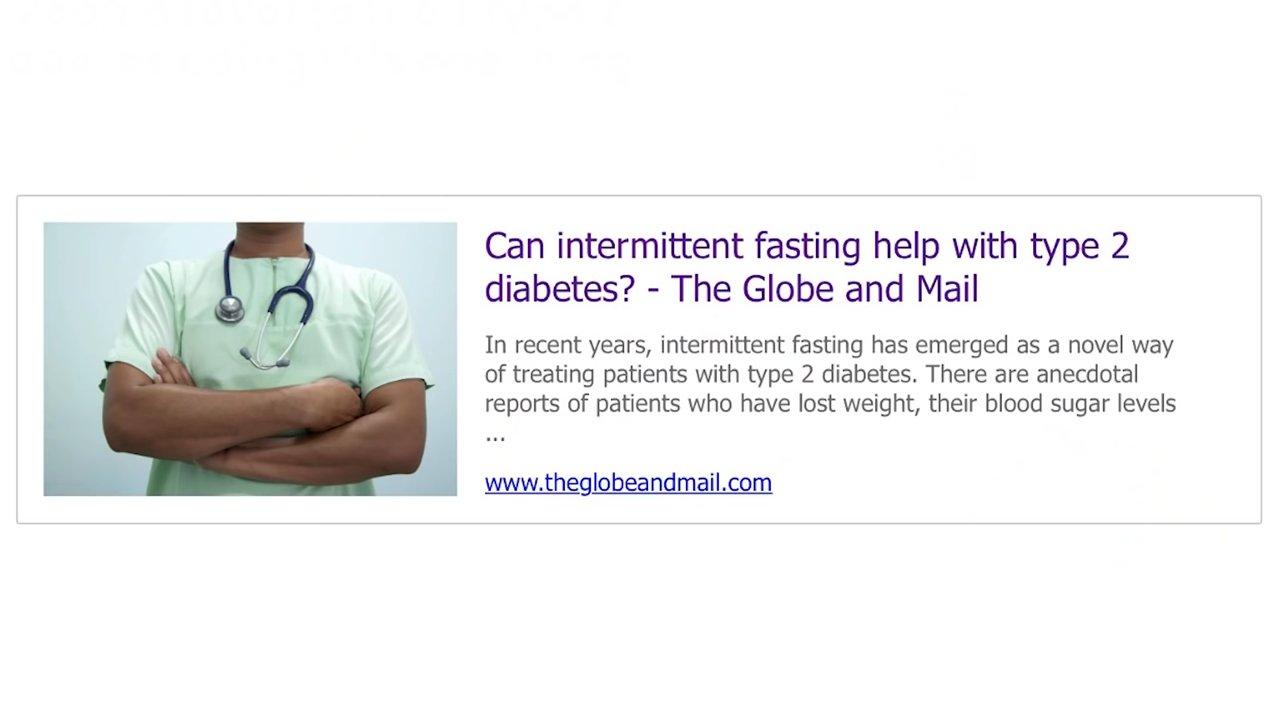 Can intermittent fasting help with type 2
diabetes? - The Globe and Mail
In recent years, intermittent fasting has emerged as a novel way
of treating patients with type 2 diabetes. There are anecdotal
reports of patients who have lost weight, their blood sugar levels
...
www.theglobeandmail.com